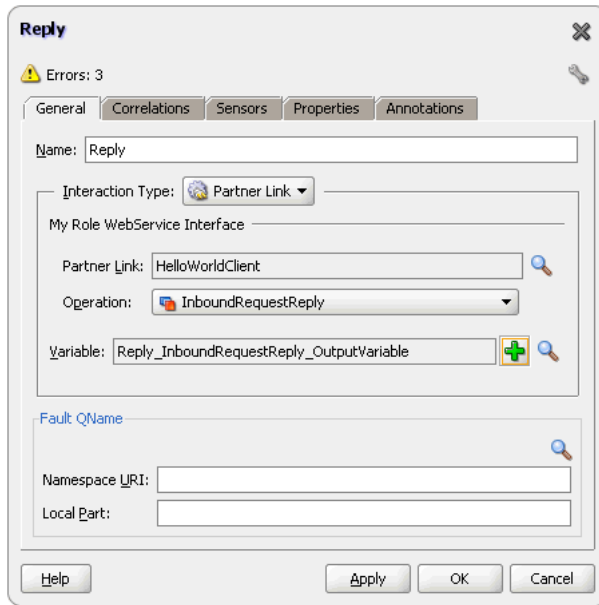 Reply
Errors: 3
General Correlations Sensors Properties Annotations
Name: Reply
Interaction Type: Partner Link
My Role WebService Interface
Partner Link: HelloWorldClient
Operation: InboundRequestReply
Variable: Reply_InboundRequestReply_OutputVariable
Fault QName
Namespace URI:
Local Part:
Help Apply OK Cancel